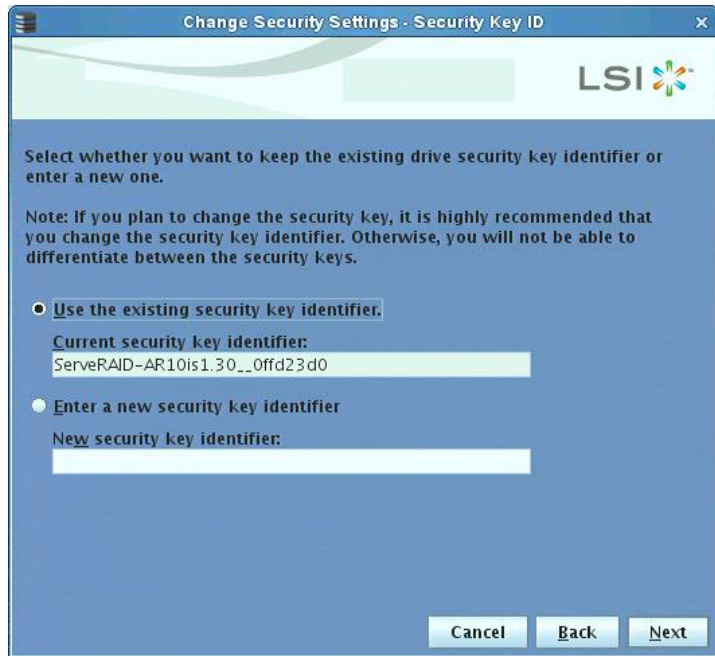 Change Security Settings - Security Key ID
LSI
Select whether you want to keep the existing drive security key identifier or
enter a new one.
Note: If you plan to change the security key, it is highly recommended that
you change the security key identifier. Otherwise, you will not be able to
differentiate between the security keys.
Use the existing security key identifier.
Current security key identifier:
ServeRAID-AR10is1.30__0ffd23d0
Enter a new security key identifier
New security key identifier:
Cancel Back Next